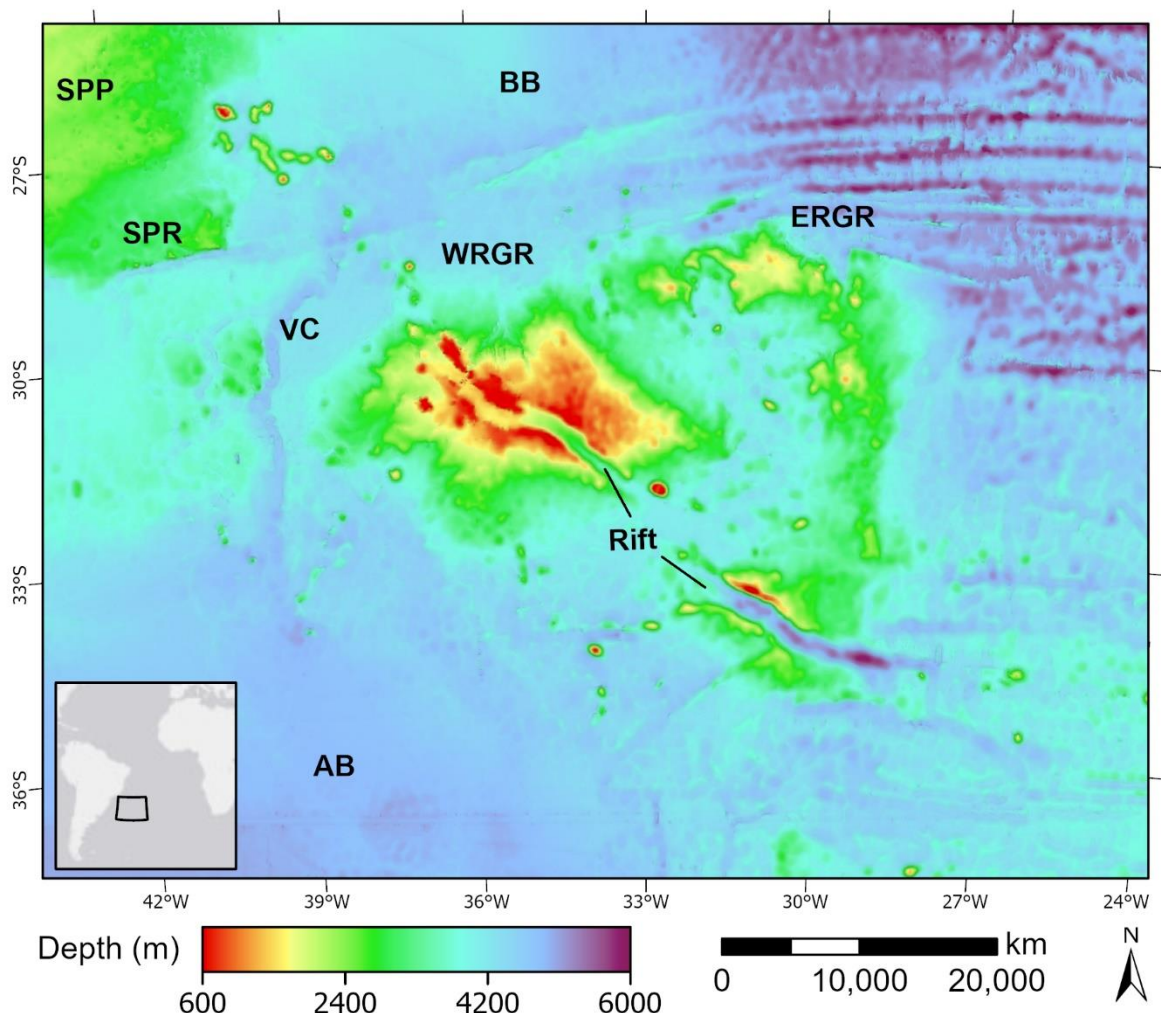 SPP
BB
27°S
SPR
WRGR
ERGR
VC
30°S
Rift
33°S
AB
36°S
42°W 39°W 36°W 33°W 30°W 27°W 24°W
Depth (m)
600 2400 4200 6000
km
0 10,000 20,000
N